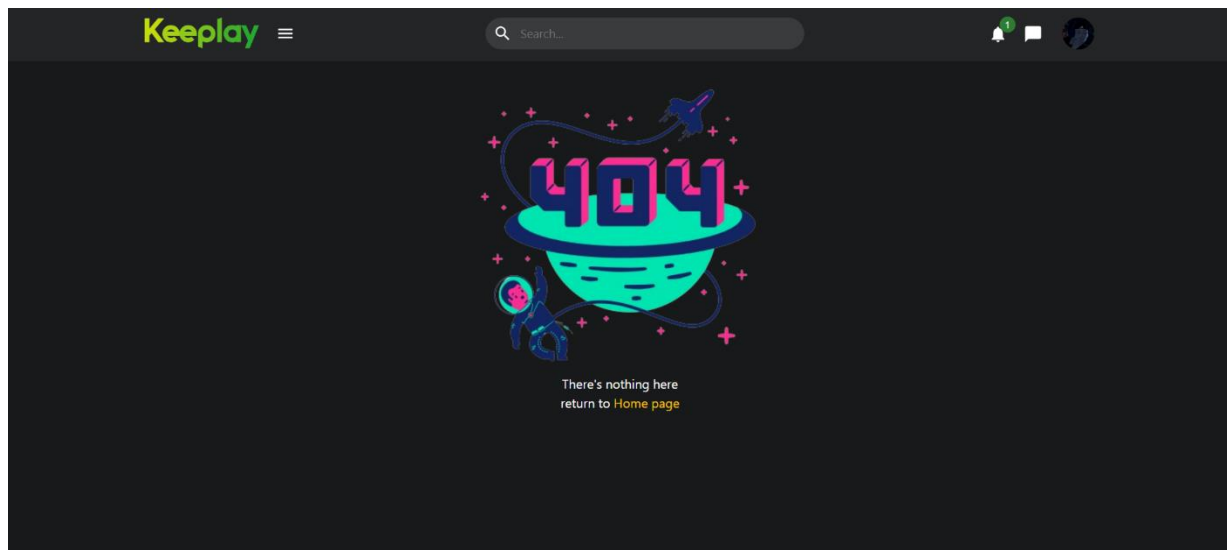 Keeplay
Search...
1
404
There's nothing here
return to Home page